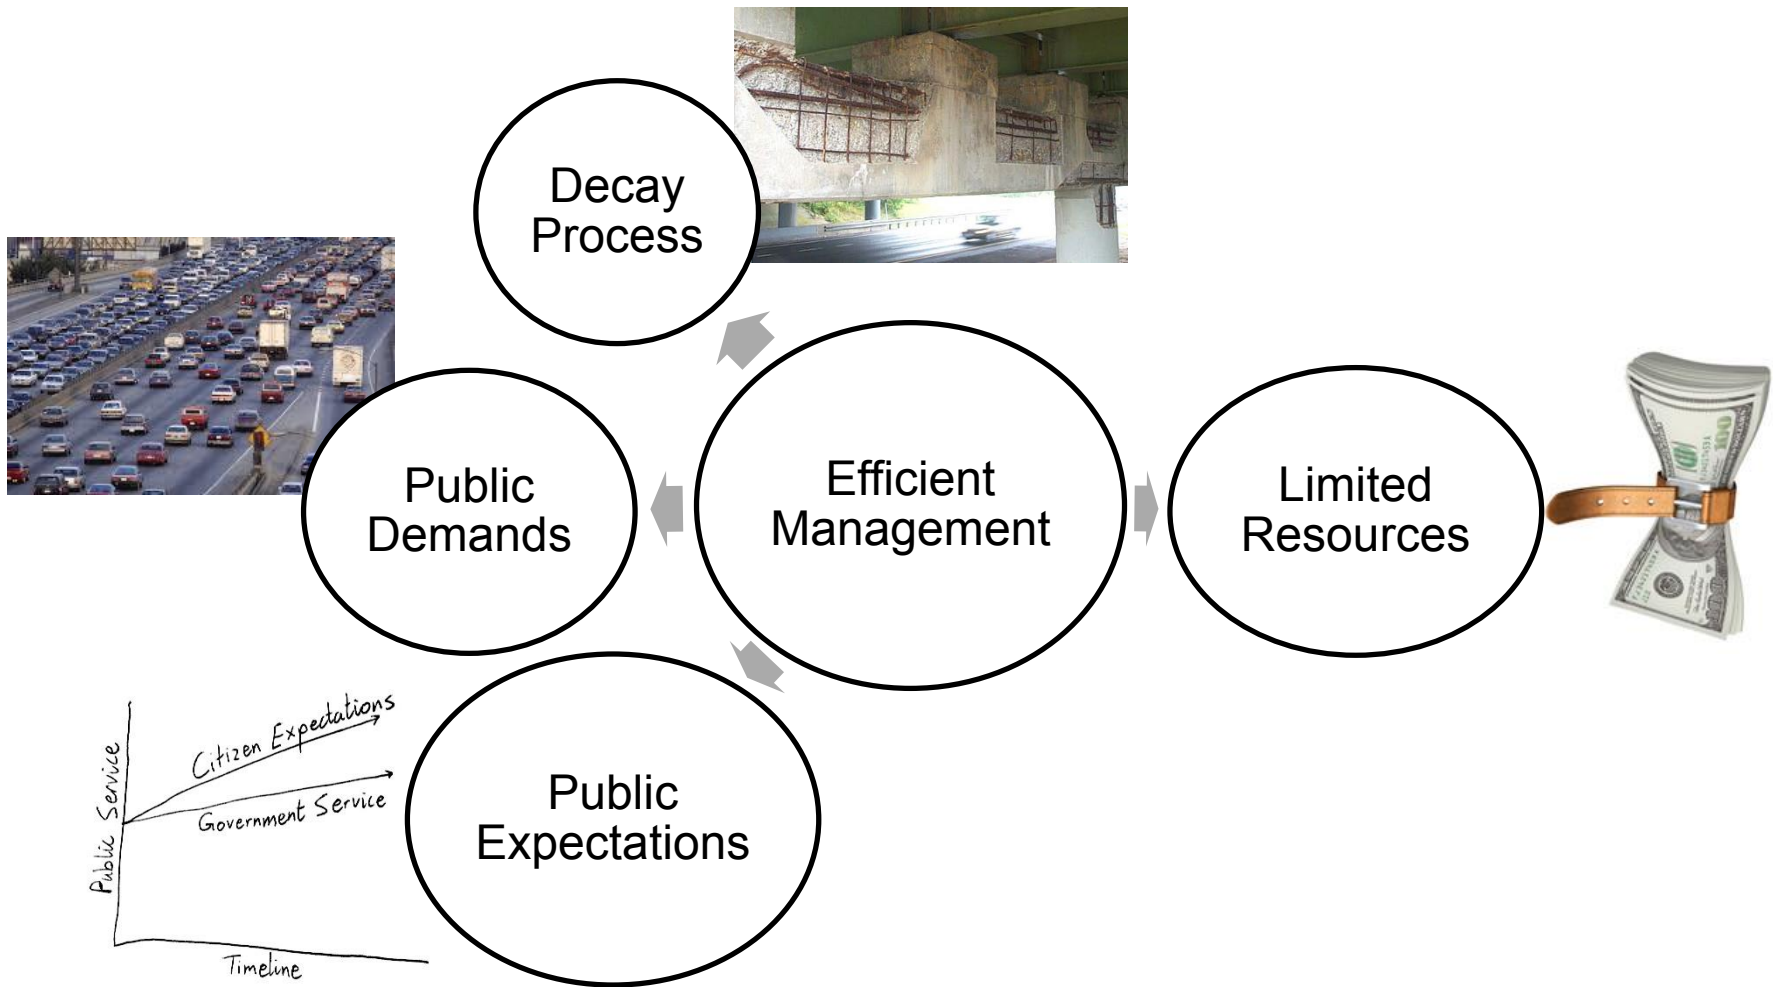 Decay
Process
Public
Demands
Efficient
Management
Limited
Resources
Public
Expectations
Citizen Expectations
Government Service
Public Service
Timeline